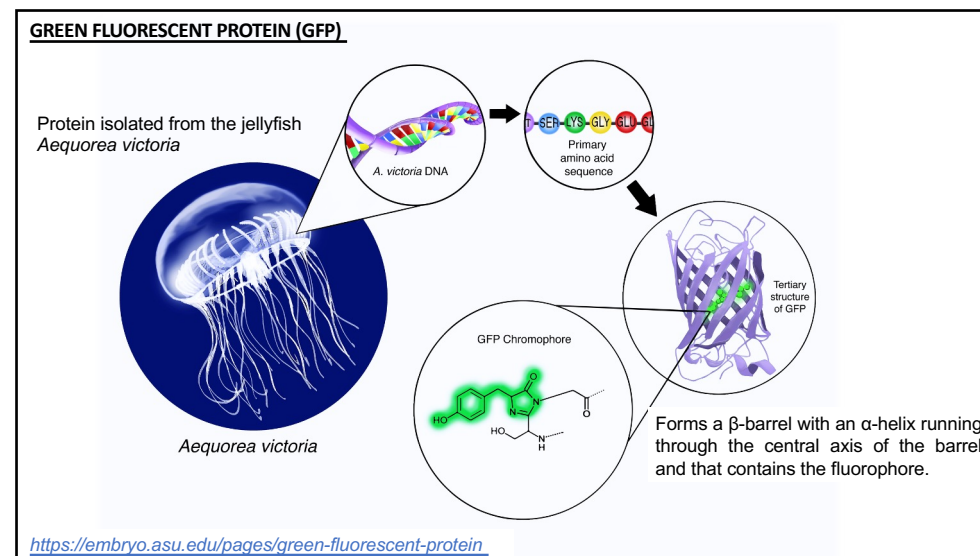 GREEN FLUORESCENT PROTEIN (GFP)
Protein isolated from the jellyfish
Aequorea victoria
A. victoria DNA
T-SER-LYS-GLY-GLU-GL
Primary
amino acid
sequence
Tertiary
structure
of GFP
GFP Chromophore
O
N
O
HO
N
HO
N
H
Aequorea victoria
Forms a β-barrel with an α-helix running
through the central axis of the barrel
and that contains the fluorophore.
https://embryo.asu.edu/pages/green-fluorescent-protein